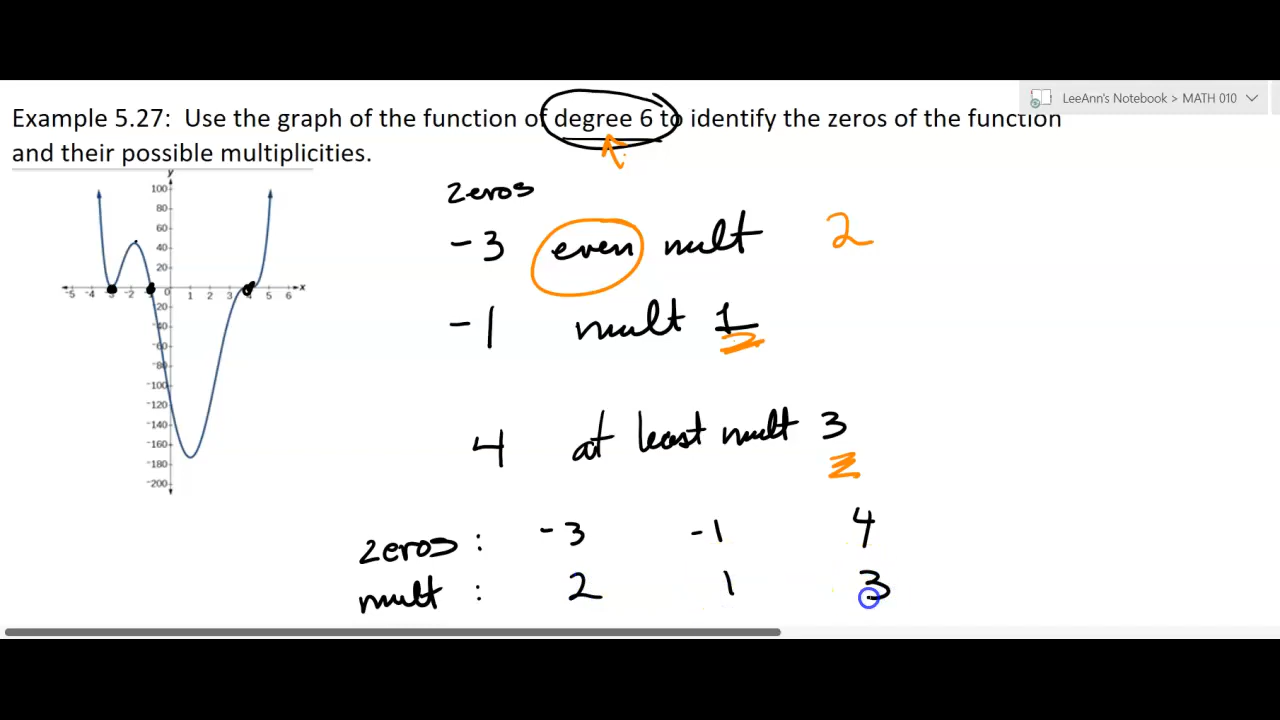 LeeAnn's Notebook > MATH 010
Example 5.27: Use the graph of the function of degree 6 to identify the zeros of the function
and their possible multiplicities.
y
100
80
60
40
20
-5 -4 -3 -2 -1 0 1 2 3 4 5 6 x
-20
-40
-60
-80
-100
-120
-140
-160
-180
-200
zeros
-3 even mult 2
-1 mult 1
4 at least mult 3
zeros : -3 -1 4
mult : 2 1 3